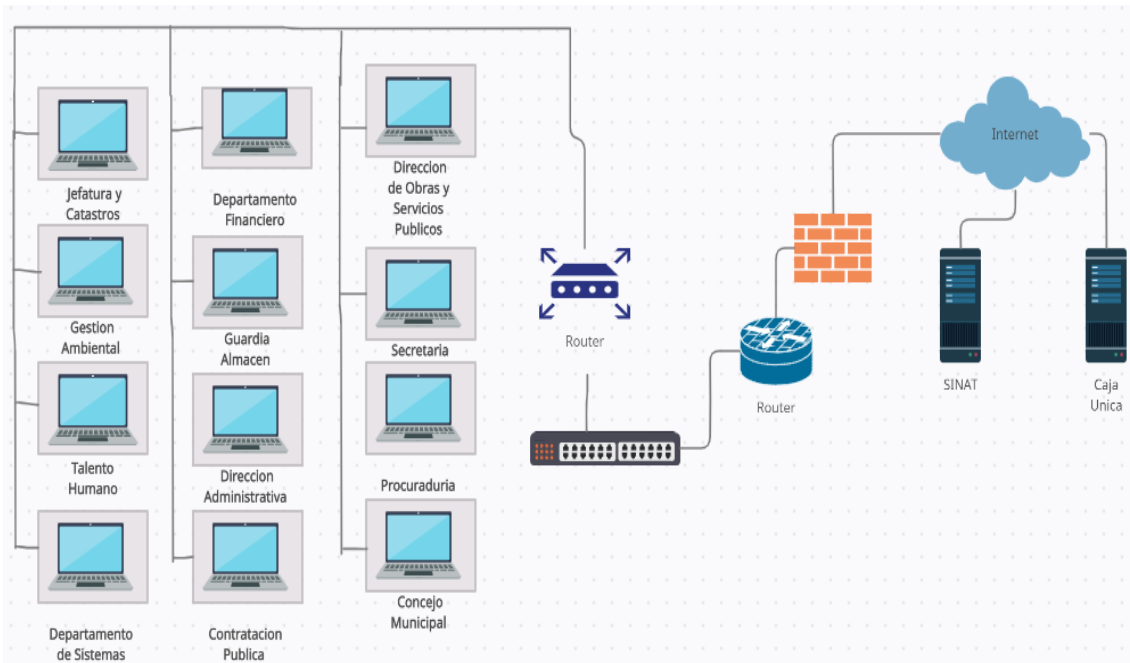 Jefatura y
Catastros
Departamento
Financiero
Direccion
de Obras y
Servicios
Publicos
Gestion
Ambiental
Guardia
Almacen
Secretaria
Talento
Humano
Direccion
Administrativa
Procuraduria
Departamento
de Sistemas
Contratacion
Publica
Concejo
Municipal
Router
Router
Internet
SINAT
Caja
Unica